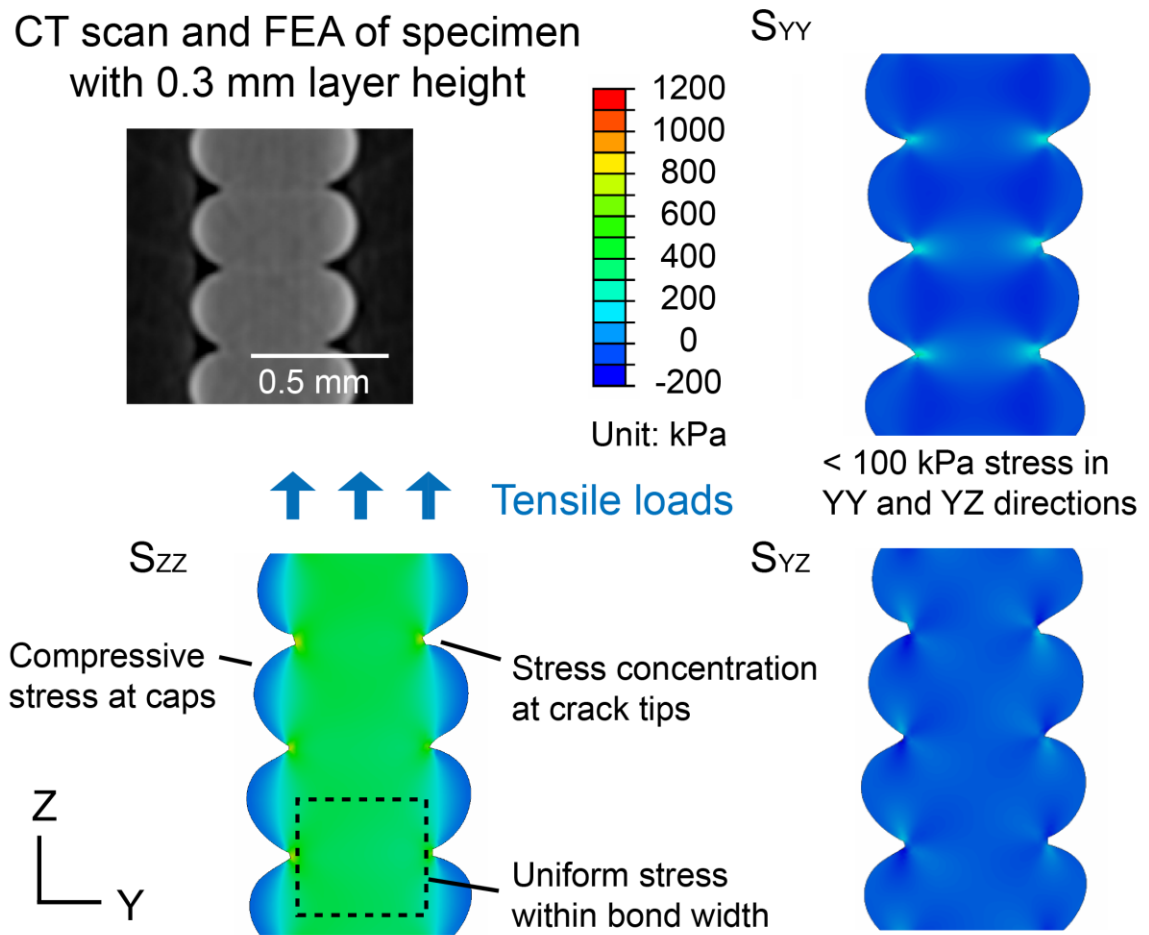 CT scan and FEA of specimen
with 0.3 mm layer height
0.5 mm
1200
1000
800
600
400
200
0
-200
Unit: kPa
SYY
< 100 kPa stress in
YY and YZ directions
Tensile loads
SZZ
Compressive
stress at caps
Stress concentration
at crack tips
Uniform stress
within bond width
Z
Y
SYZ